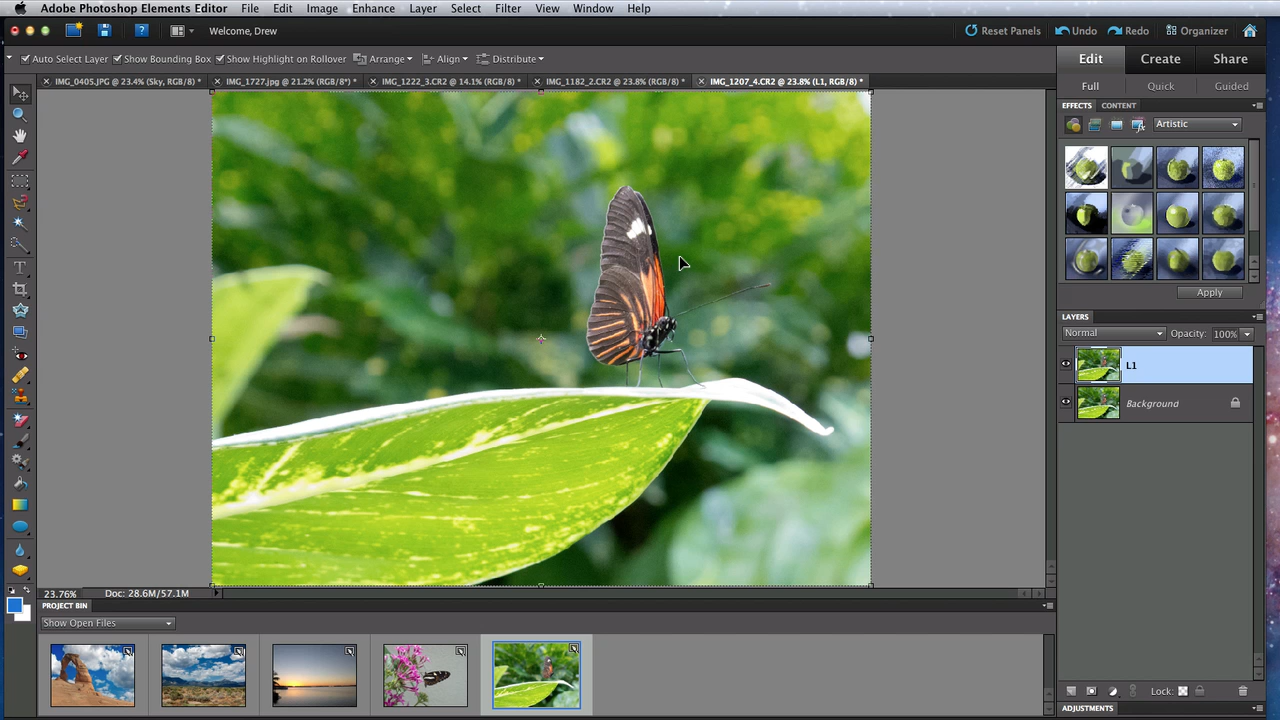 Adobe Photoshop Elements Editor File Edit Image Enhance Layer Select Filter View Window Help
Welcome, Drew Reset Panels Undo Redo Organizer
Auto Select Layer Show Bounding Box Show Highlight on Rollover Arrange Align Distribute
Edit Create Share
IMG_0405.JPG @ 23.4% (Sky, RGB/8) * IMG_1727.jpg @ 21.2% (RGB/8*) * IMG_1222_3.CR2 @ 14.1% (RGB/8) * IMG_1182_2.CR2 @ 23.8% (RGB/8) * IMG_1207_4.CR2 @ 23.8% (L1, RGB/8) *
Full Quick Guided
EFFECTS CONTENT
Artistic
Apply
LAYERS
Normal Opacity: 100%
L1
Background
23.76% Doc: 28.6M/57.1M
PROJECT BIN
Show Open Files
Lock:
ADJUSTMENTS